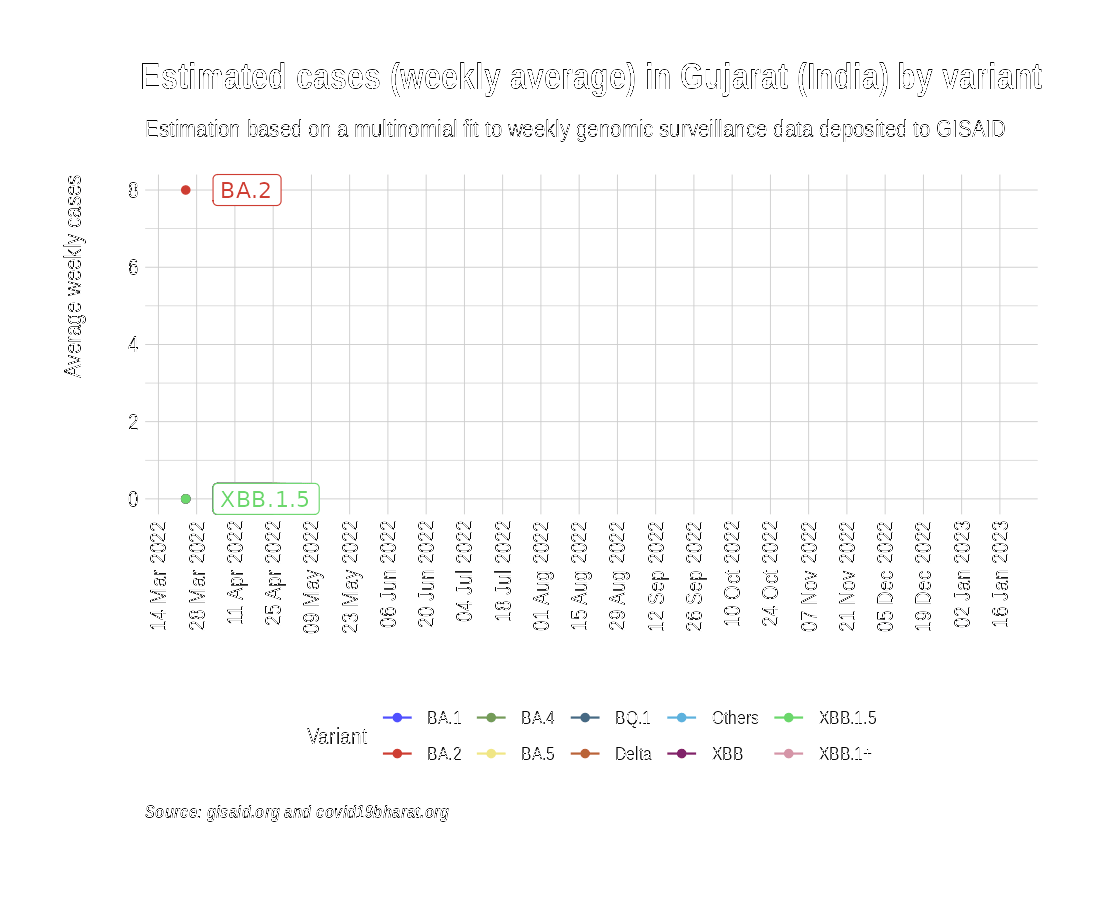 Estimated cases (weekly average) in Gujarat (India) by variant
Estimation based on a multinomial fit to weekly genomic surveillance data deposited to GISAID
Average weekly cases
8
6
4
2
0
BA.2
XBB.1.5
14 Mar 2022
28 Mar 2022
11 Apr 2022
25 Apr 2022
09 May 2022
23 May 2022
06 Jun 2022
20 Jun 2022
04 Jul 2022
18 Jul 2022
01 Aug 2022
15 Aug 2022
29 Aug 2022
12 Sep 2022
26 Sep 2022
10 Oct 2022
24 Oct 2022
07 Nov 2022
21 Nov 2022
05 Dec 2022
19 Dec 2022
02 Jan 2023
16 Jan 2023
Variant
BA.1 BA.4 BQ.1 Others XBB.1.5
BA.2 BA.5 Delta XBB XBB.1+
Source: gisaid.org and covid19bharat.org